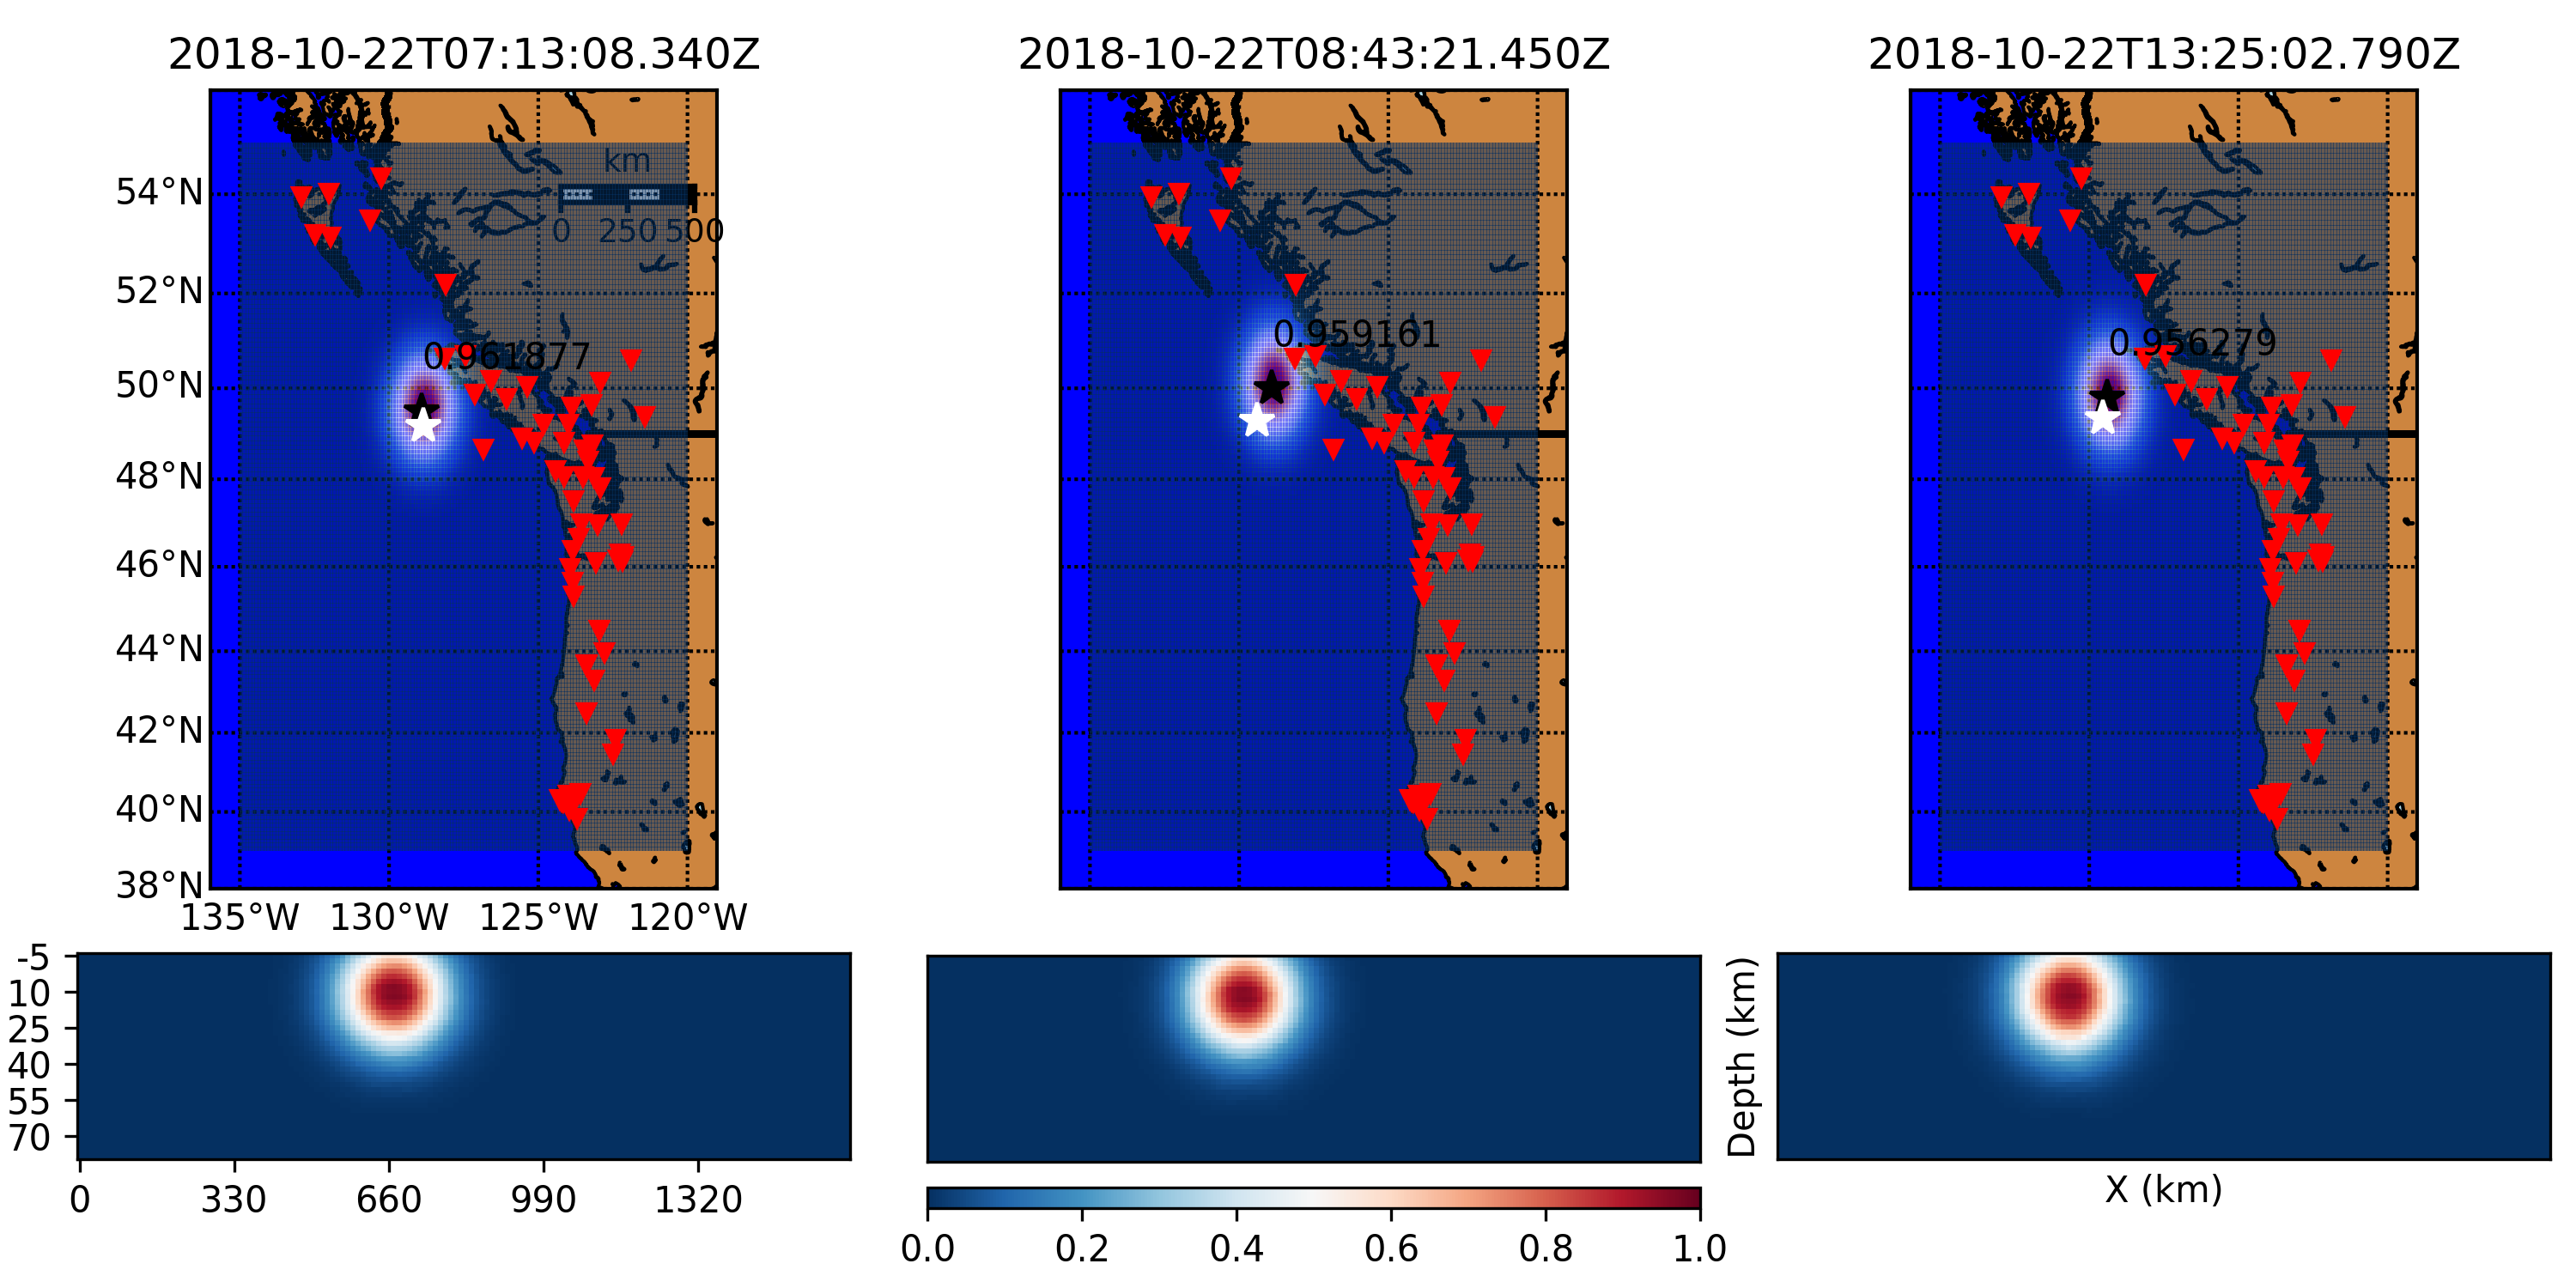 2018-10-22T07:13:08.340Z
2018-10-22T08:43:21.450Z
2018-10-22T13:25:02.790Z
km
0 250 500
54°N
52°N
50°N
48°N
46°N
44°N
42°N
40°N
38°N
135°W 130°W 125°W 120°W
0.961877
0.959161
0.956279
-5
10
25
40
55
70
0 330 660 990 1320
0.0 0.2 0.4 0.6 0.8 1.0
Depth (km)
X (km)